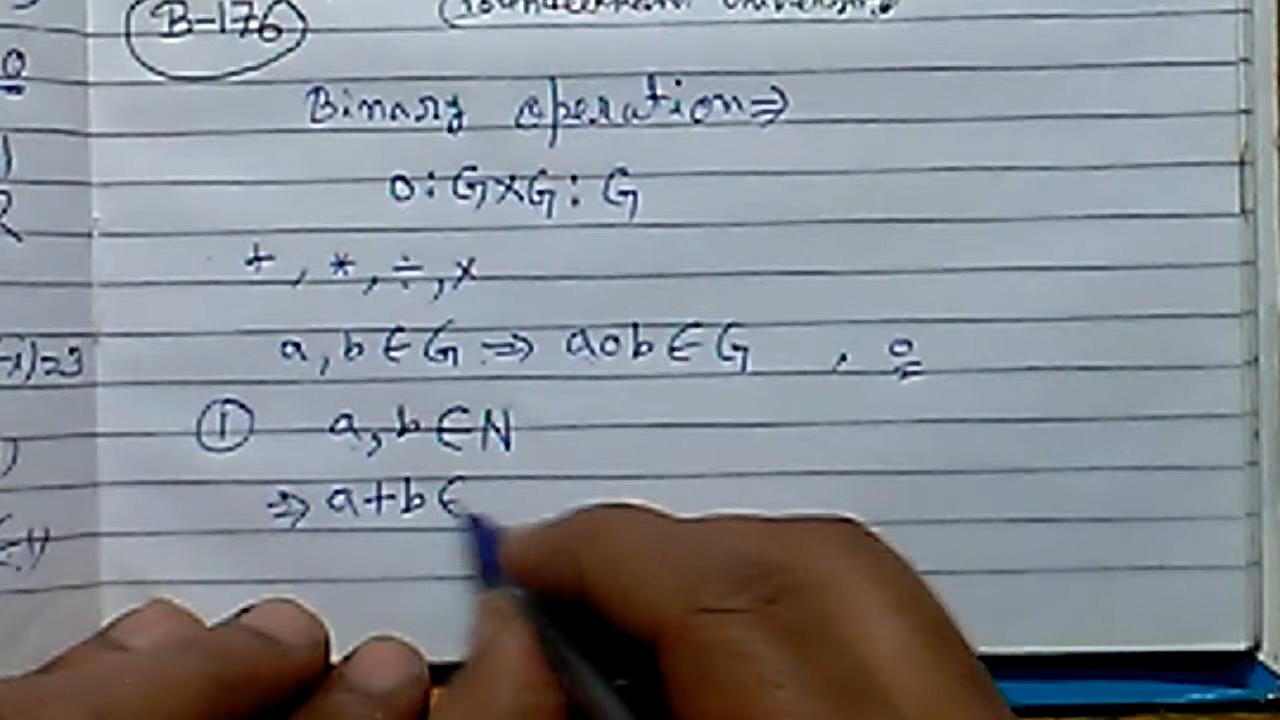 B-176
Binary operation⇒
o:G×G:G
+, *, ÷, ×
a, b ∈ G ⇒ aob ∈ G , o
① a, b ∈ N
⇒ a+b ∈